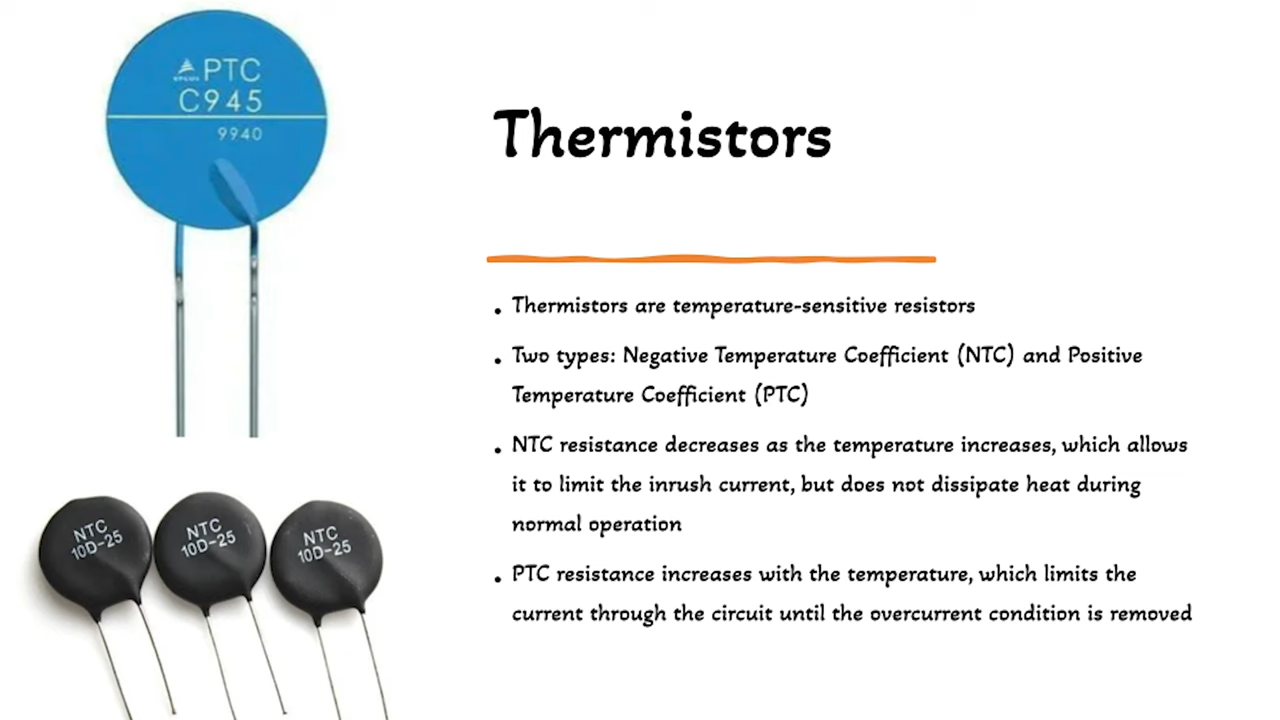 PTC
C945
9940
Thermistors
• Thermistors are temperature-sensitive resistors
• Two types: Negative Temperature Coefficient (NTC) and Positive
Temperature Coefficient (PTC)
• NTC resistance decreases as the temperature increases, which allows
it to limit the inrush current, but does not dissipate heat during
normal operation
• PTC resistance increases with the temperature, which limits the
current through the circuit until the overcurrent condition is removed
NTC
10D-25
NTC
10D-25
NTC
10D-25